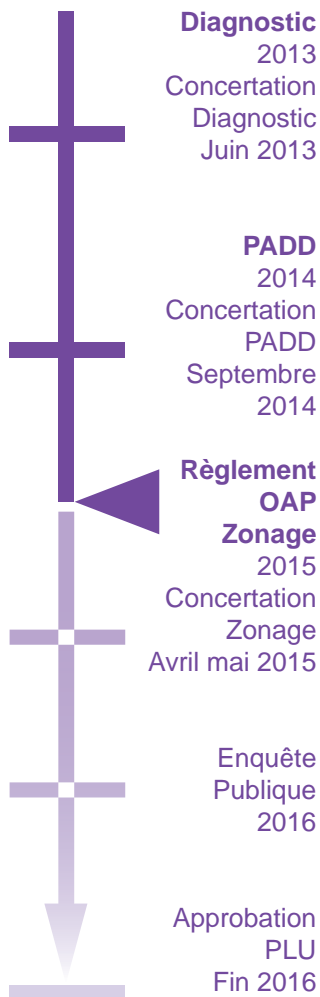 Diagnostic
2013
Concertation
Diagnostic
Juin 2013
PADD
2014
Concertation
PADD
Septembre
2014
Règlement
OAP
Zonage
2015
Concertation
Zonage
Avril mai 2015
Enquête
Publique
2016
Approbation
PLU
Fin 2016